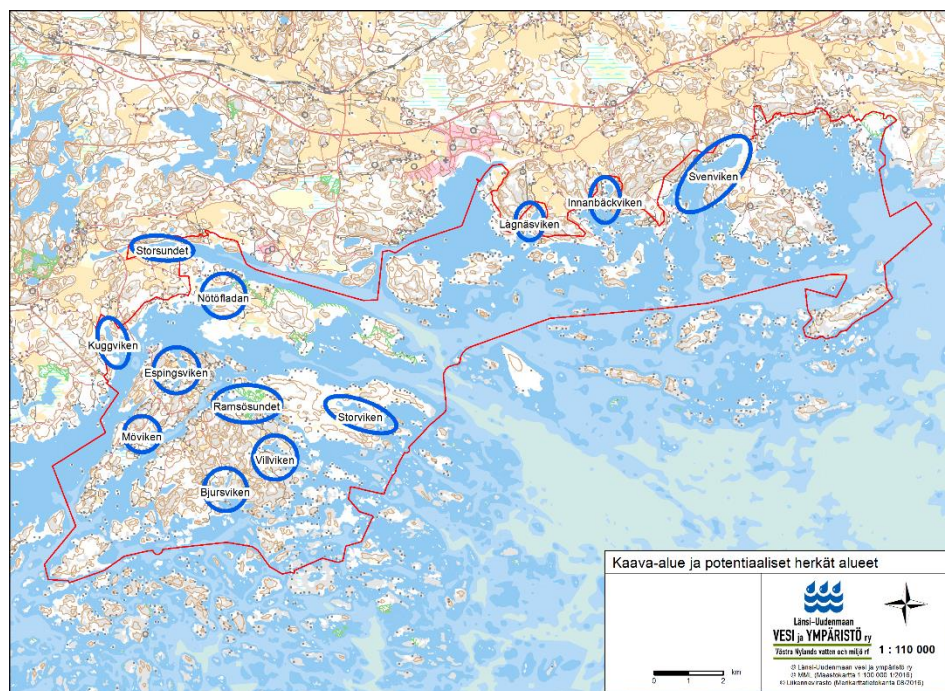 Svenviken
Innanbäckviken
Lågnäsviken
Storsundet
Nötöfladan
Kuggviken
Espingsviken
Ramsösundet
Storviken
Möviken
Villviken
Bjursviken
Kaava-alue ja potentiaaliset herkät alueet
Länsi-Uudenmaan
VESI ja YMPÄRISTÖ ry
Västra Nylands vatten och miljö rf
1 : 110 000
0 1 2 km
© Länsi-Uudenmaan vesi ja ympäristö ry
© MML (Maastokartta 1:100 000 1/2016)
© Liikennevirasto (Merikarttatietokanta 08/2016)